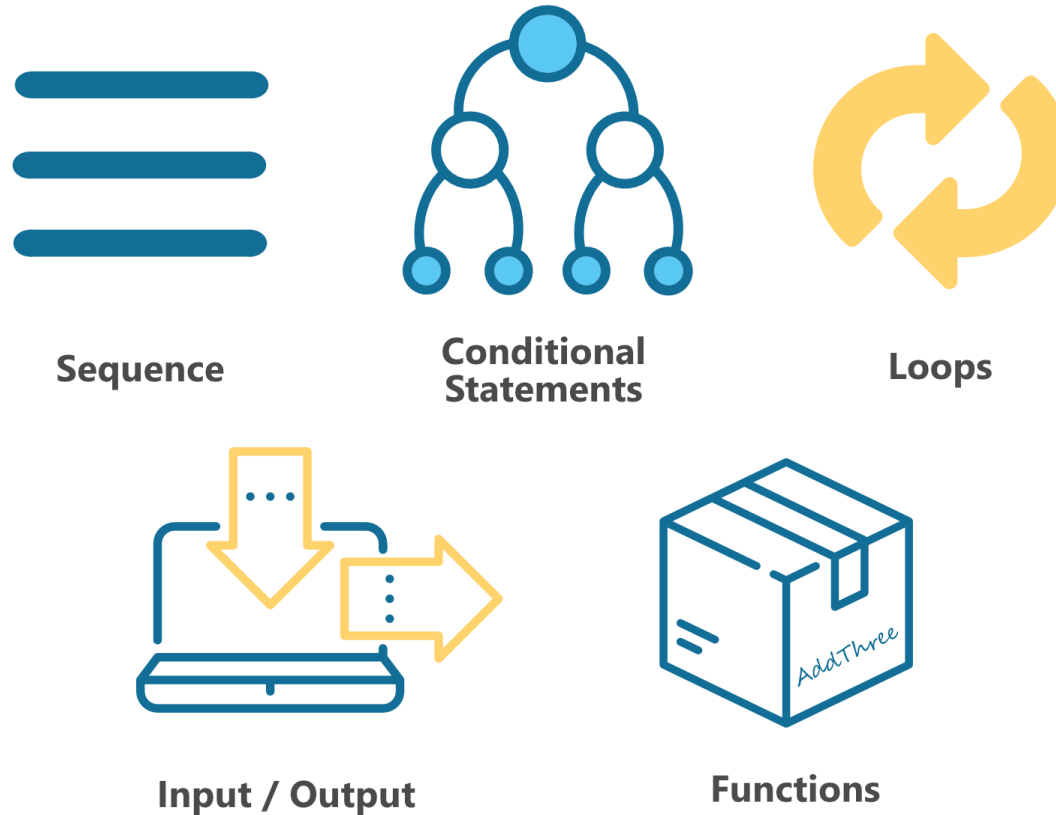 Sequence
Conditional
Statements
Loops
AddThree
Input / Output
Functions